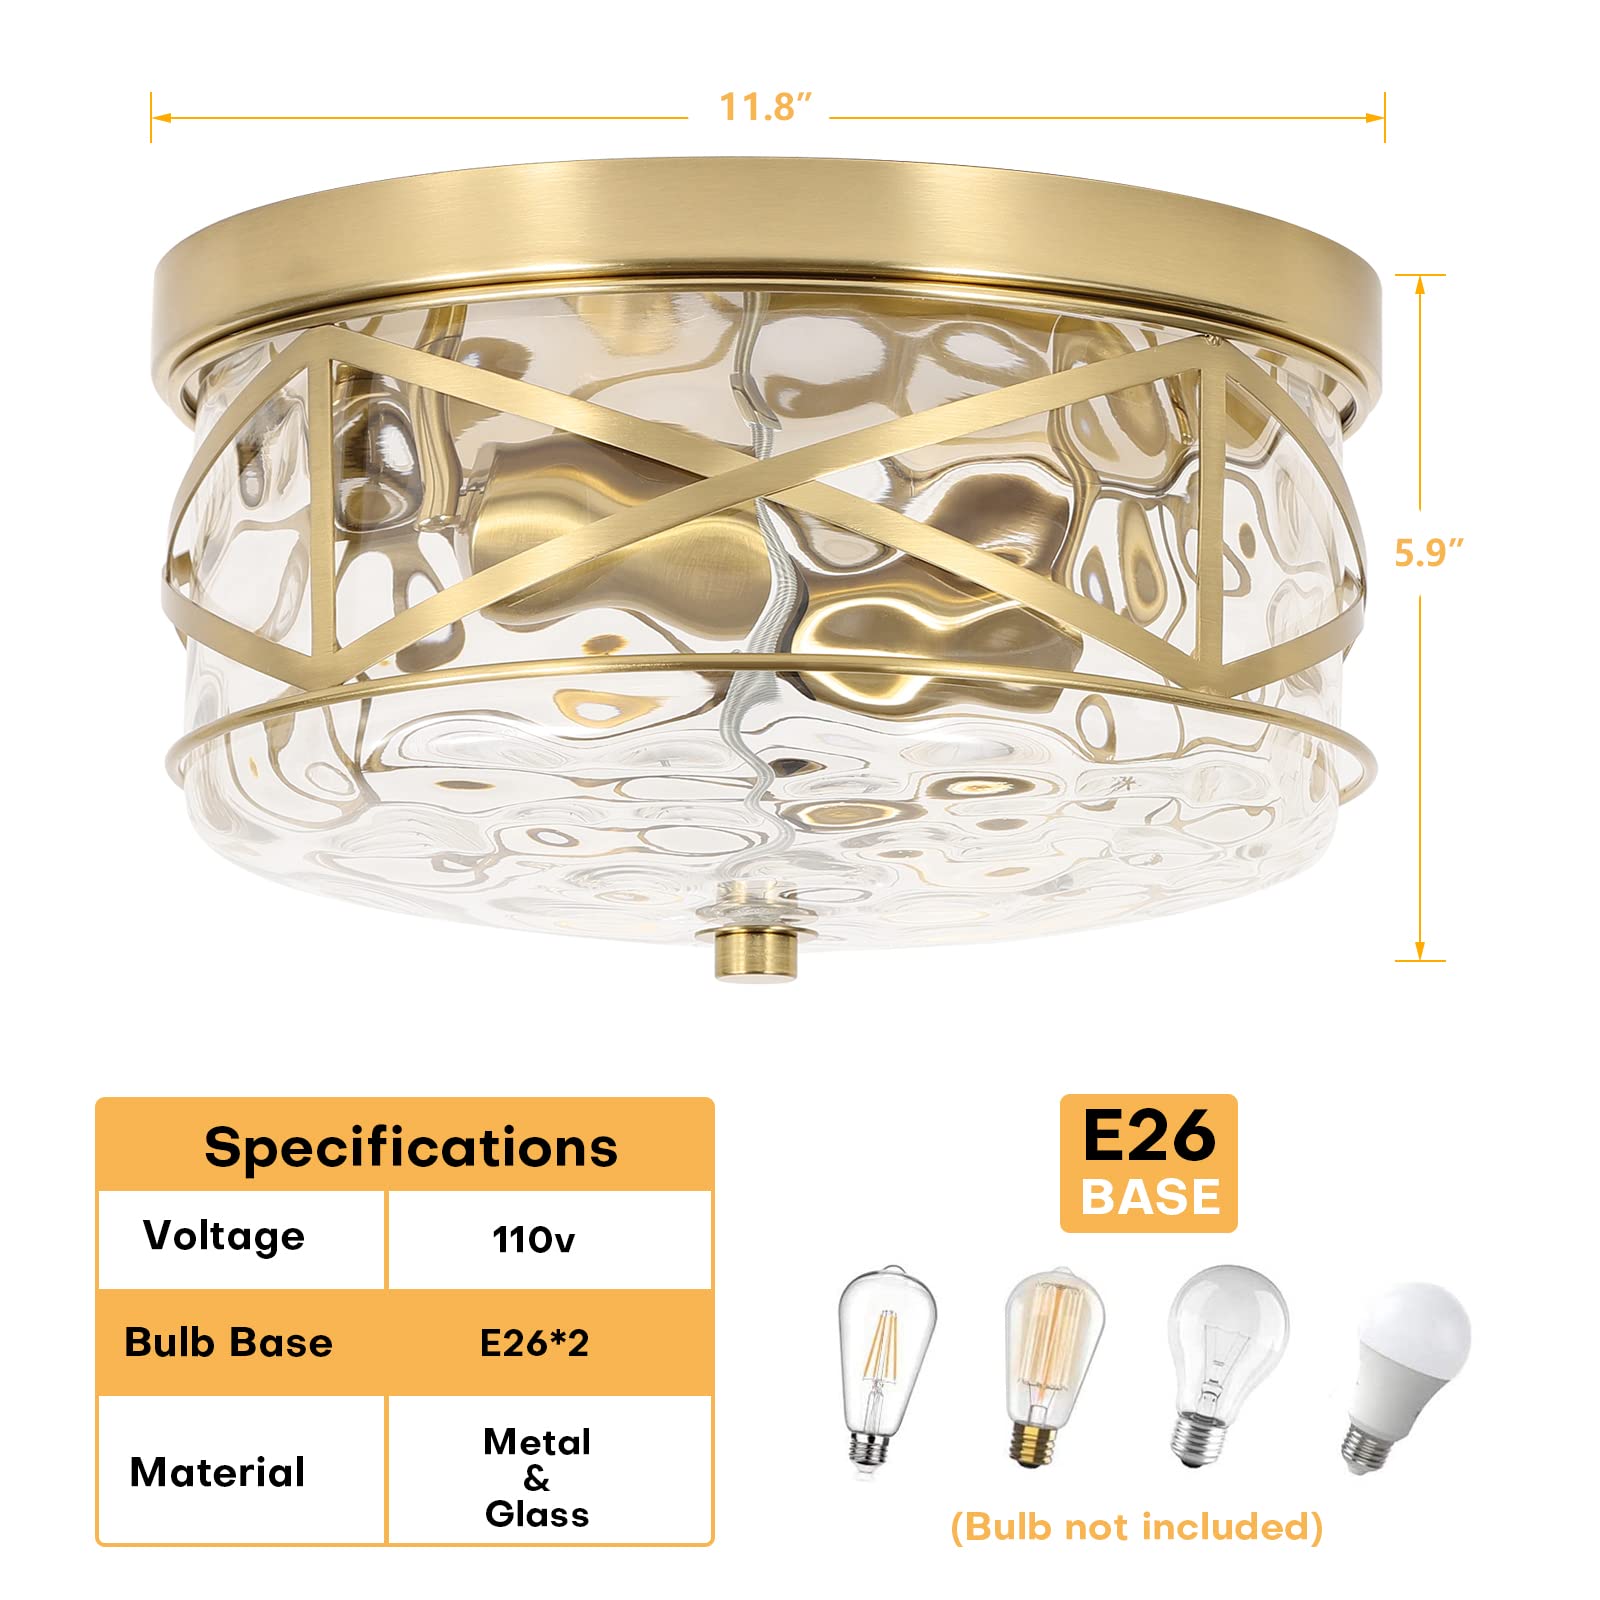 11.8”
5.9”
Specifications
Voltage 110v
Bulb Base E26*2
Material Metal
&
Glass
E26
BASE
(Bulb not included)